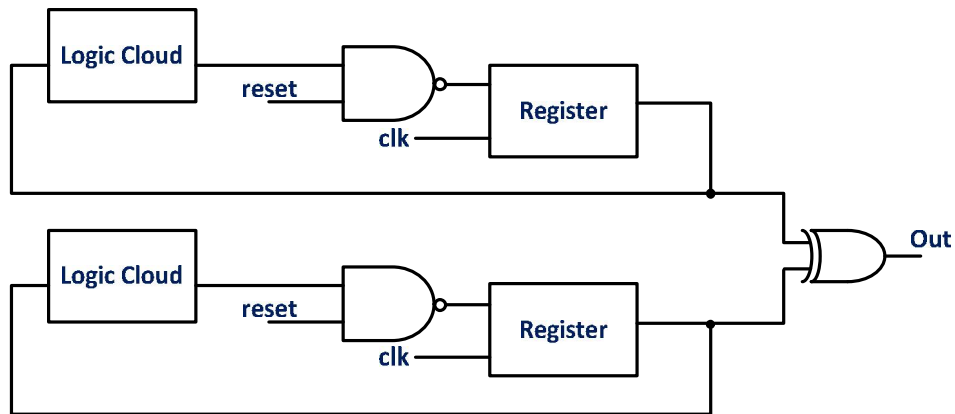 Logic Cloud
reset
clk
Register
Logic Cloud
reset
clk
Register
Out